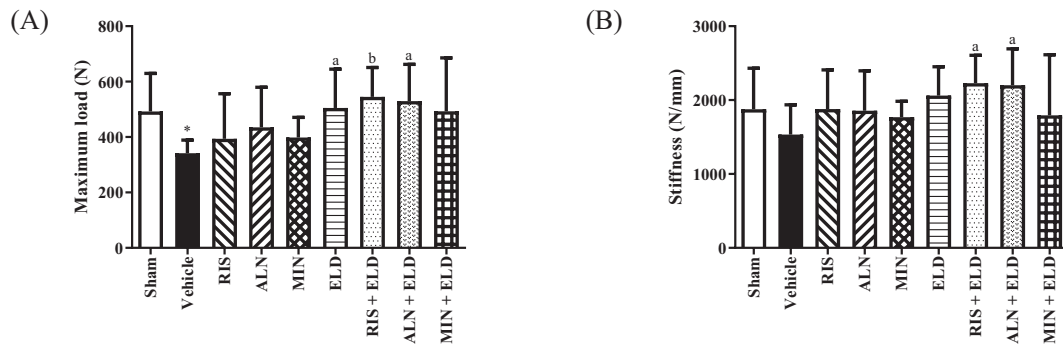 (A)
Maximum load (N)
800
600
400
200
0
*
a
b
a
Sham
Vehicle
RIS
ALN
MIN
ELD
RIS + ELD
ALN + ELD
MIN + ELD
(B)
Stiffness (N/mm)
3000
2000
1000
0
a
a
Sham
Vehicle
RIS
ALN
MIN
ELD
RIS + ELD
ALN + ELD
MIN + ELD